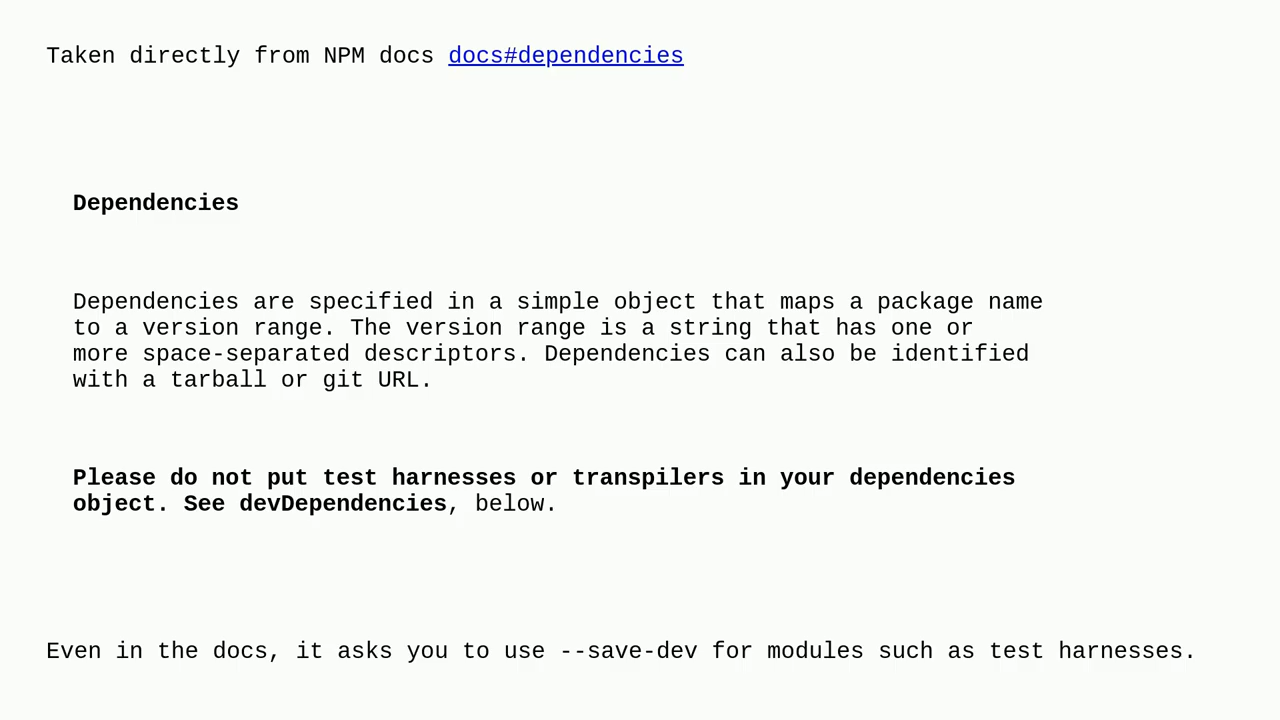 Taken directly from NPM docs docs#dependencies
Dependencies
Dependencies are specified in a simple object that maps a package name
to a version range. The version range is a string that has one or
more space-separated descriptors. Dependencies can also be identified
with a tarball or git URL.
Please do not put test harnesses or transpilers in your dependencies
object. See devDependencies, below.
Even in the docs, it asks you to use --save-dev for modules such as test harnesses.